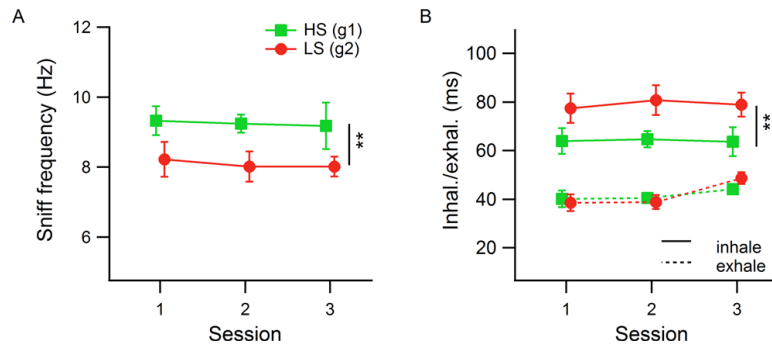 A
12
10
8
6
Sniff frequency (Hz)
HS (g1)
LS (g2)
**
1 2 3
Session
B
100
80
60
40
20
Inhal./exhal. (ms)
**
inhale
exhale
1 2 3
Session